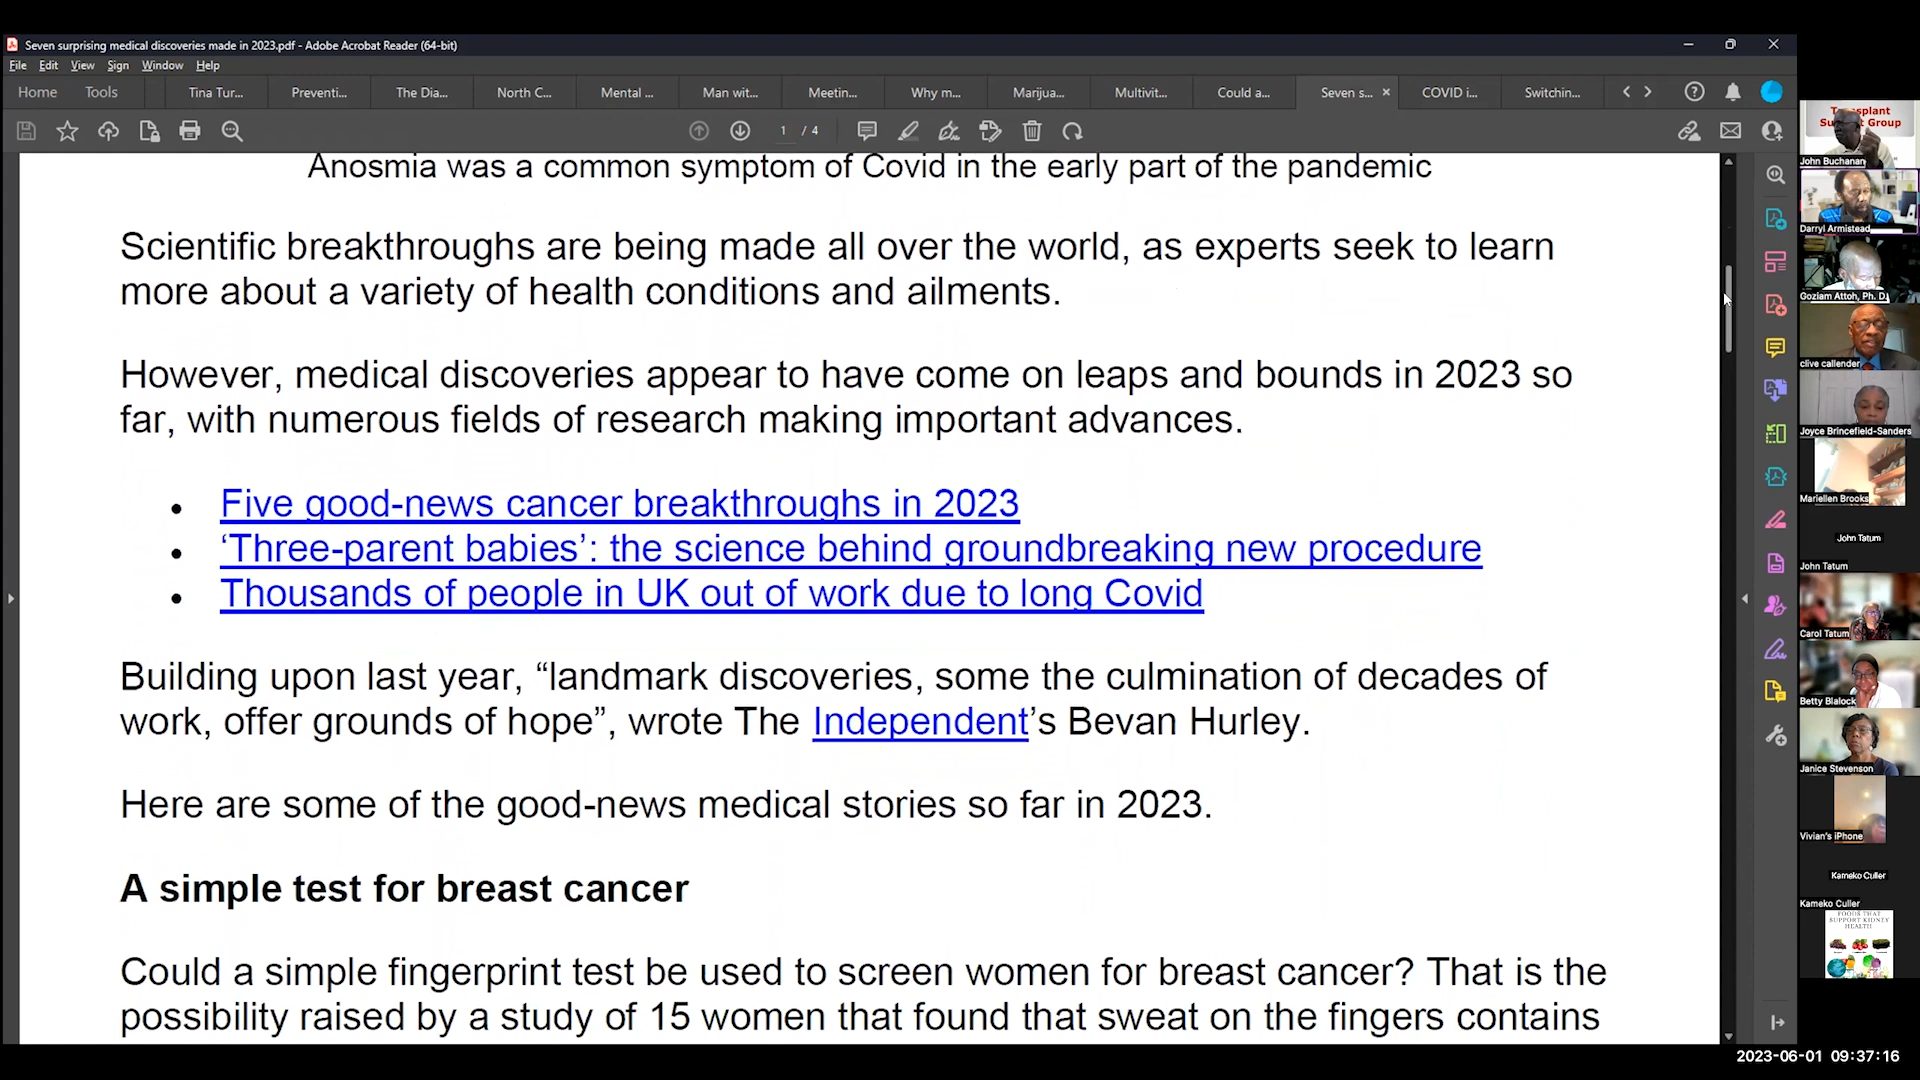 Seven surprising medical discoveries made in 2023.pdf - Adobe Acrobat Reader (64-bit)
File Edit View Sign Window Help
Home Tools Tina Tur... Preventi... The Dia... North C... Mental ... Man wit... Meetin... Why m... Marijua... Multivit... Could a... Seven s... × COVID i... Switchin...
1 / 4
Anosmia was a common symptom of Covid in the early part of the pandemic
Scientific breakthroughs are being made all over the world, as experts seek to learn
more about a variety of health conditions and ailments.
However, medical discoveries appear to have come on leaps and bounds in 2023 so
far, with numerous fields of research making important advances.
• Five good-news cancer breakthroughs in 2023
• ‘Three-parent babies’: the science behind groundbreaking new procedure
• Thousands of people in UK out of work due to long Covid
Building upon last year, “landmark discoveries, some the culmination of decades of
work, offer grounds of hope”, wrote The Independent’s Bevan Hurley.
Here are some of the good-news medical stories so far in 2023.
A simple test for breast cancer
Could a simple fingerprint test be used to screen women for breast cancer? That is the
possibility raised by a study of 15 women that found that sweat on the fingers contains
Group
John Buchanan
Darryl Armistead
Goziam Attoh, Ph. D.
clive callender
Joyce Brincefield-Sanders
Mariellen Brooks
John Tatum
John Tatum
Carol Tatum
Betty Blalock
Janice Stevenson
Vivian's iPhone
Kameko Culler
Kameko Culler
FOODS THAT
SUPPORT KIDNEY
HEALTH
2023-06-01 09:37:16